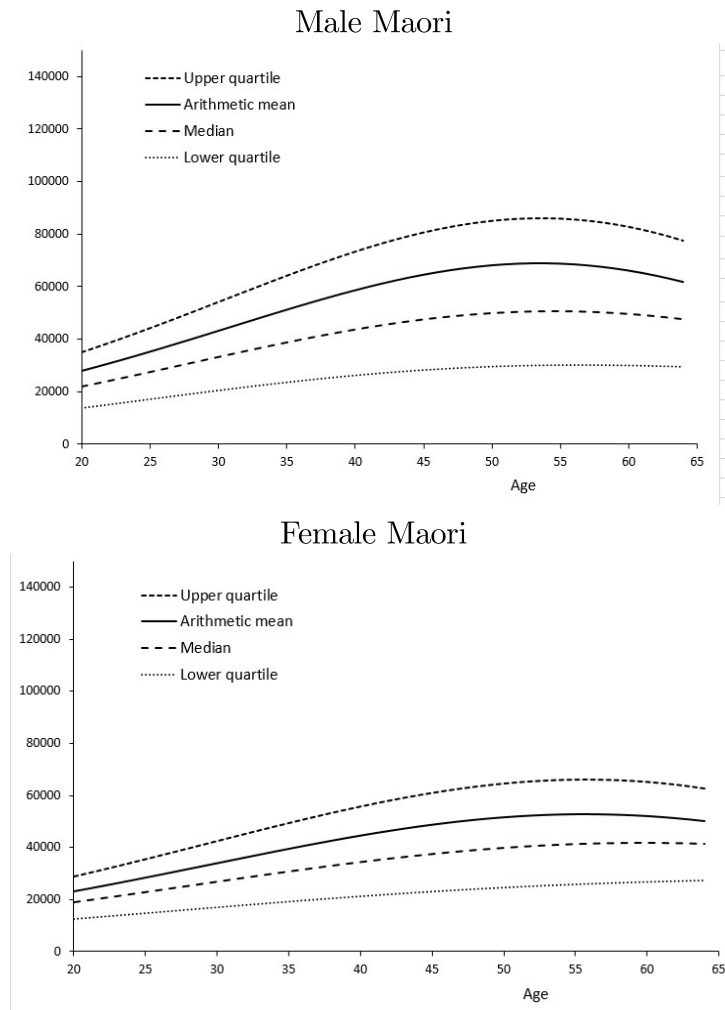 Male Maori
140000
120000
100000
80000
60000
40000
20000
0
Upper quartile
Arithmetic mean
Median
Lower quartile
20 25 30 35 40 45 50 55 60 65
Age
Female Maori
140000
120000
100000
80000
60000
40000
20000
0
Upper quartile
Arithmetic mean
Median
Lower quartile
20 25 30 35 40 45 50 55 60 65
Age